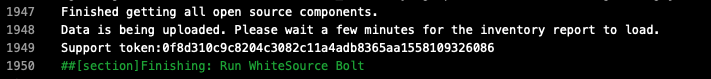 1947 Finished getting all open source components.
1948 Data is being uploaded. Please wait a few minutes for the inventory report to load.
1949 Support token:0f8d310c9c8204c3082c11a4adb8365aa1558109326086
1950 ##[section]Finishing: Run WhiteSource Bolt